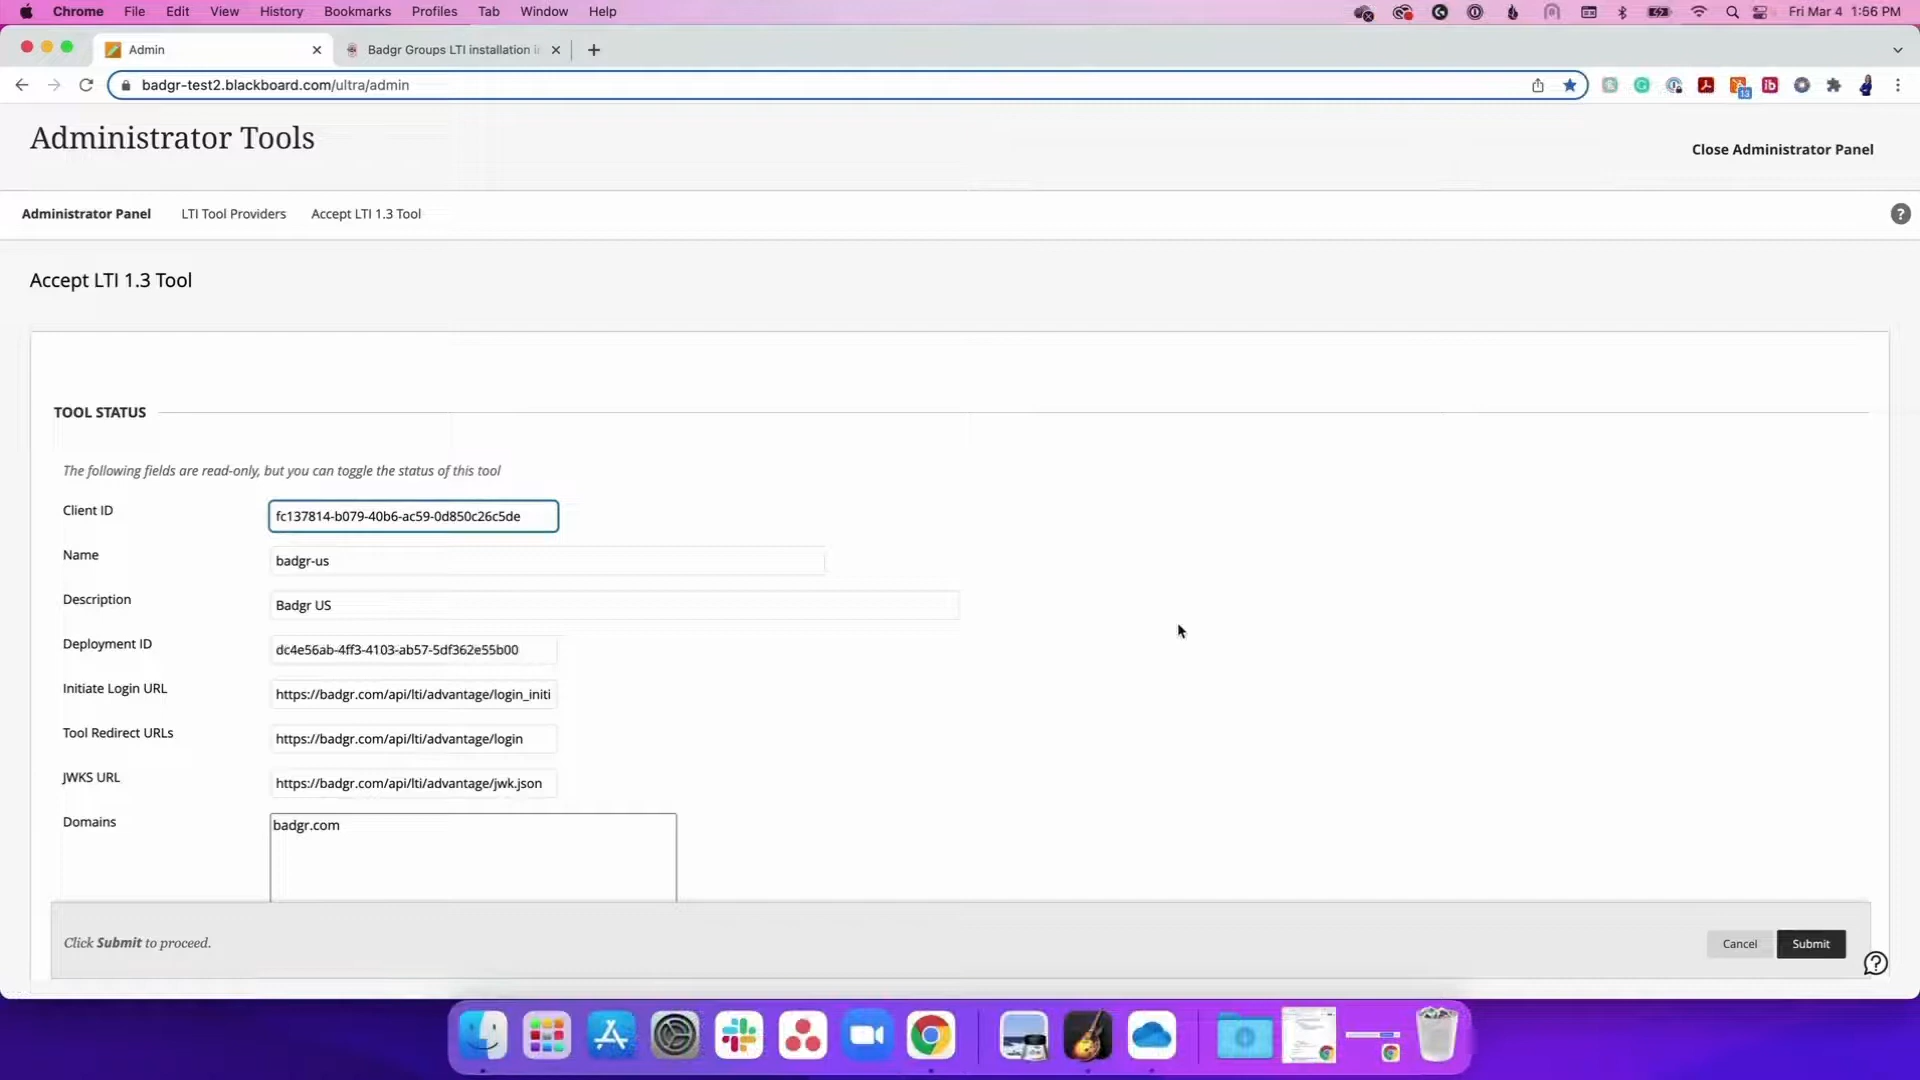 Chrome File Edit View History Bookmarks Profiles Tab Window Help Fri Mar 4 1:56 PM
Admin Badgr Groups LTI installation i
badgr-test2.blackboard.com/ultra/admin
13
Administrator Tools
Close Administrator Panel
Administrator Panel LTI Tool Providers Accept LTI 1.3 Tool
?
Accept LTI 1.3 Tool
TOOL STATUS
The following fields are read-only, but you can toggle the status of this tool
Client ID fc137814-b079-40b6-ac59-0d850c26c5de
Name badgr-us
Description Badgr US
Deployment ID dc4e56ab-4ff3-4103-ab57-5df362e55b00
Initiate Login URL https://badgr.com/api/lti/advantage/login_initi
Tool Redirect URLs https://badgr.com/api/lti/advantage/login
JWKS URL https://badgr.com/api/lti/advantage/jwk.json
Domains badgr.com
Click Submit to proceed.
Cancel Submit
?